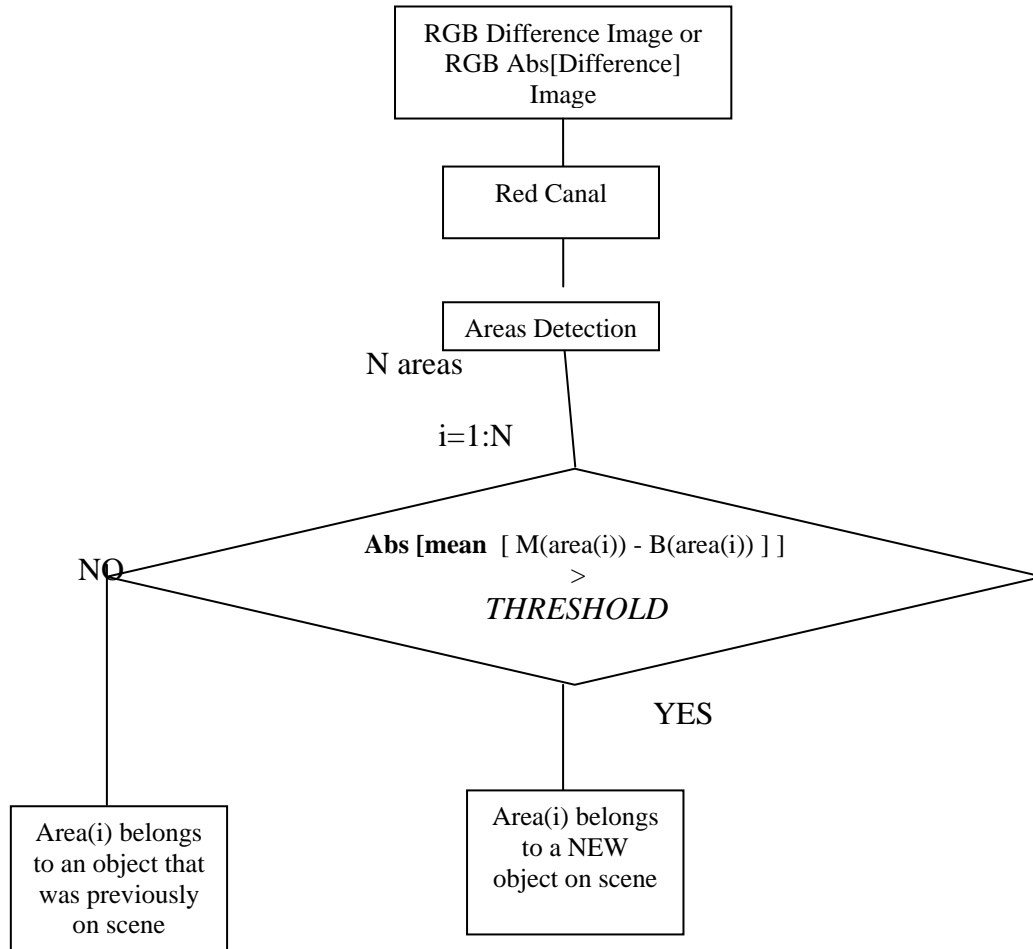 RGB Difference Image or
RGB Abs[Difference]
Image
Red Canal
Areas Detection
N areas
i=1:N
Abs [mean [ M(area(i)) - B(area(i)) ] ]
>
THRESHOLD
NO
YES
Area(i) belongs
to an object that
was previously
on scene
Area(i) belongs
to a NEW
object on scene